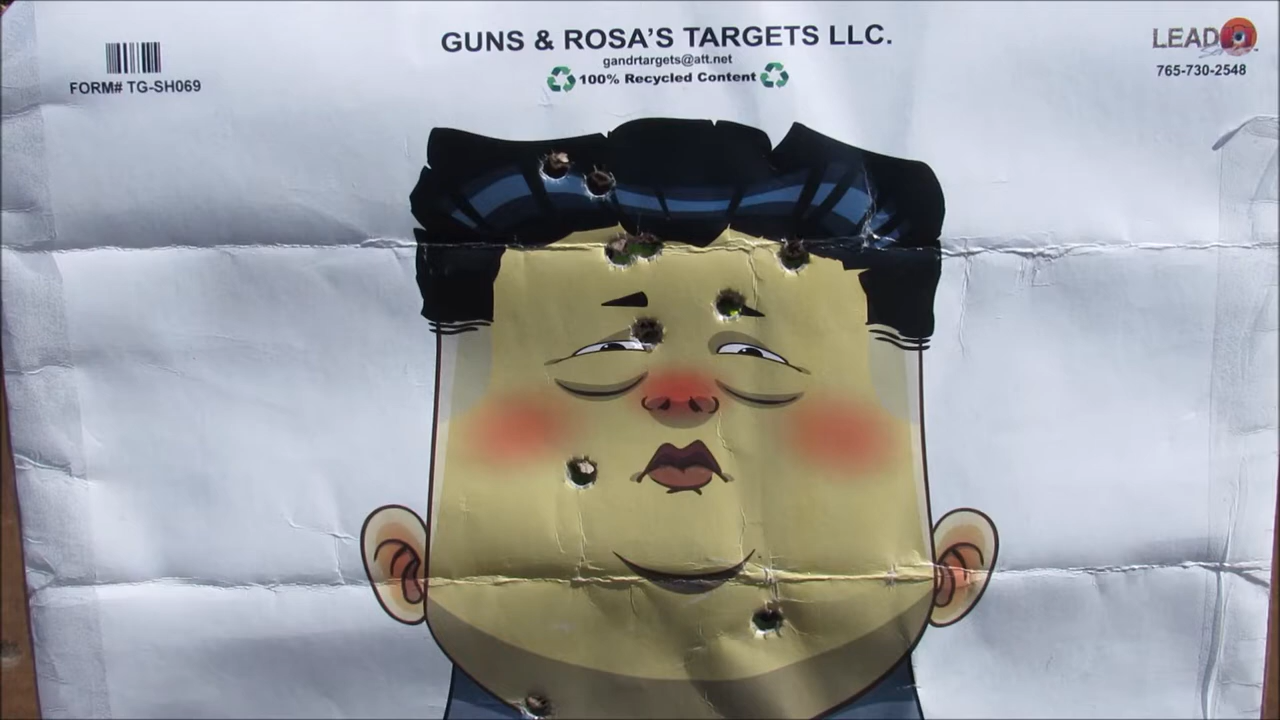 GUNS & ROSA'S TARGETS LLC.
gandrtargets@att.net
100% Recycled Content
FORM# TG-SH069
LEAD
765-730-2548